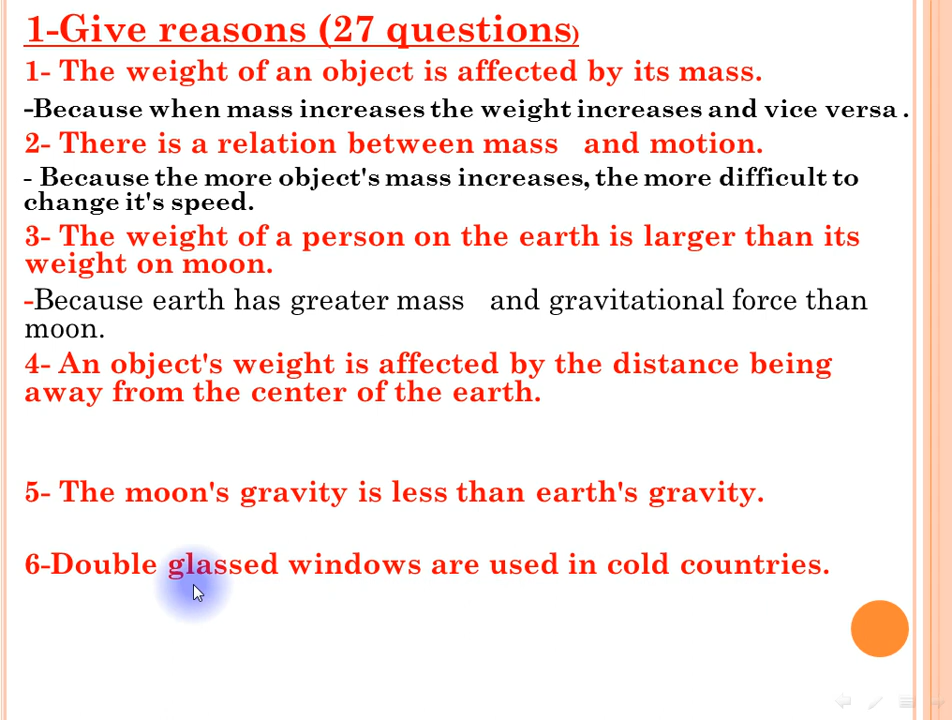 1-Give reasons (27 questions)
1- The weight of an object is affected by its mass.
-Because when mass increases the weight increases and vice versa .
2- There is a relation between mass and motion.
- Because the more object's mass increases, the more difficult to
change it's speed.
3- The weight of a person on the earth is larger than its
weight on moon.
-Because earth has greater mass and gravitational force than
moon.
4- An object's weight is affected by the distance being
away from the center of the earth.
5- The moon's gravity is less than earth's gravity.
6-Double glassed windows are used in cold countries.